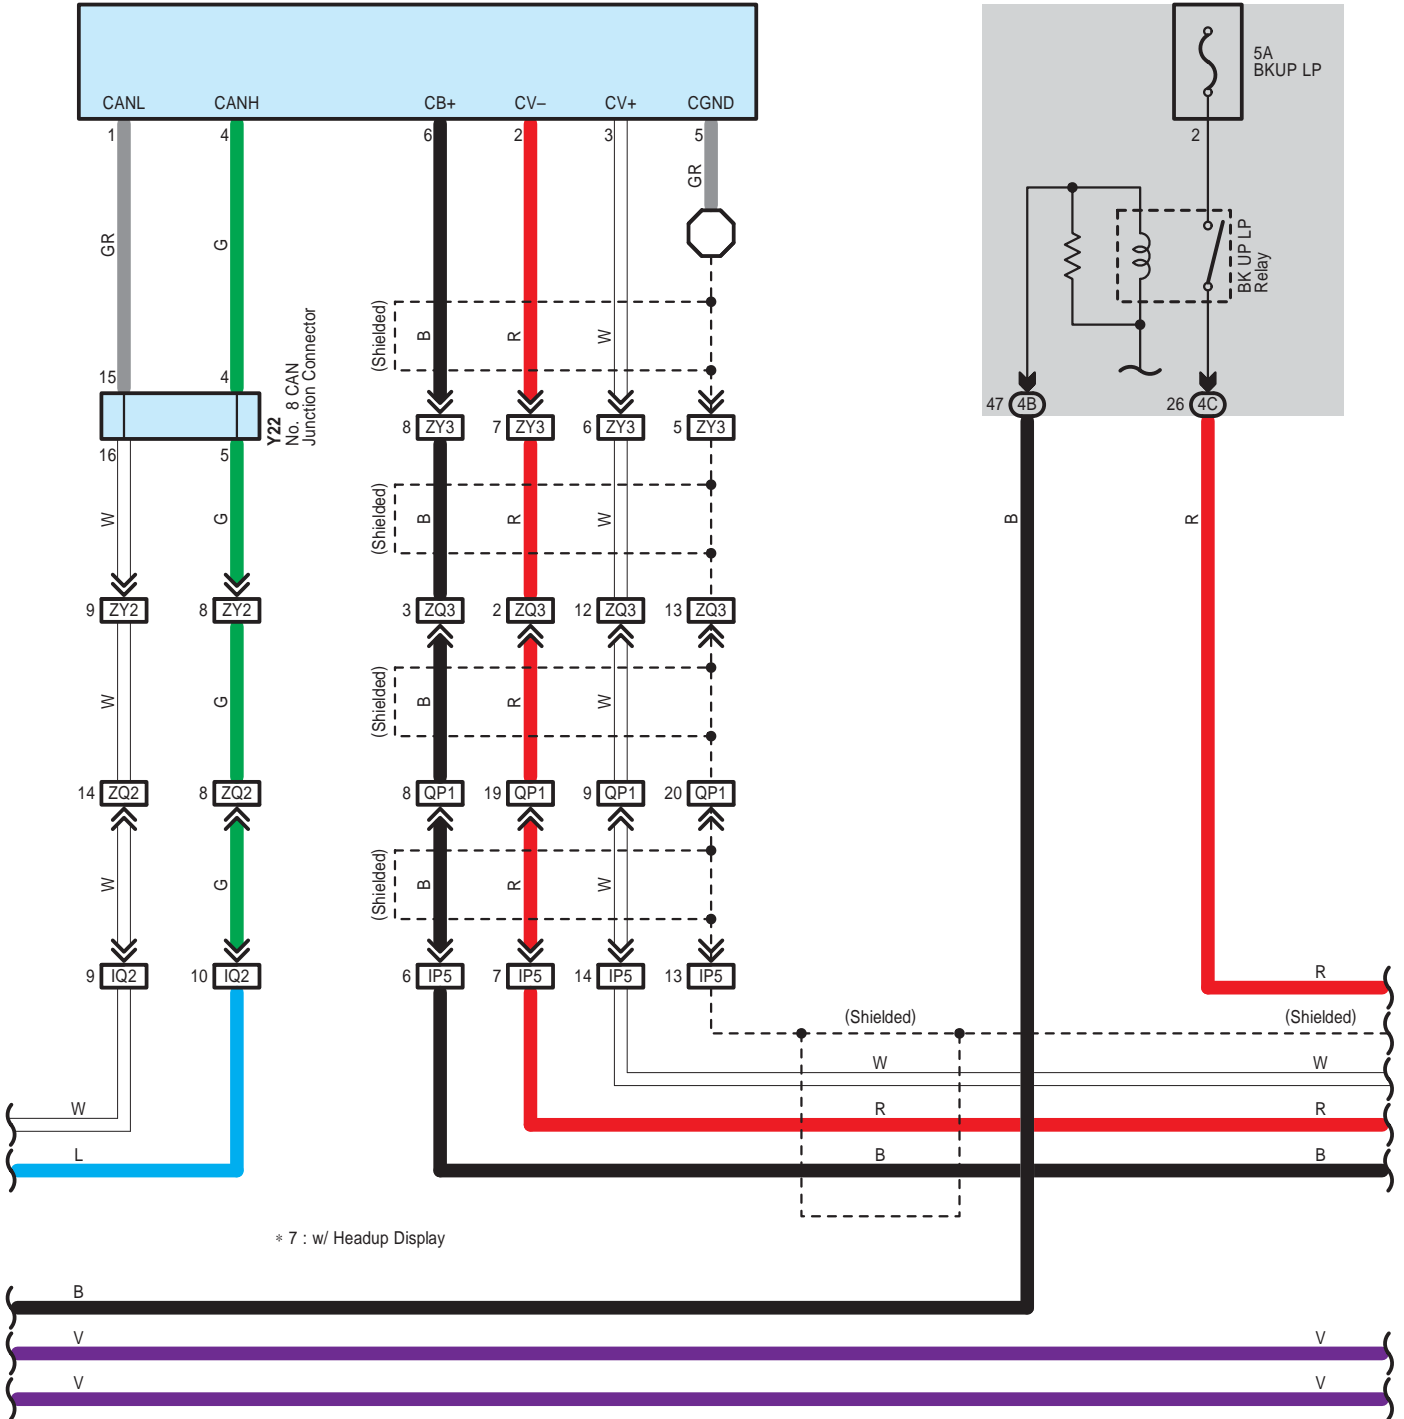 5A
BKUP LP
CANL CANH CB+ CV– CV+ CGND
1 4 6 2 3 5 2
GR
GR G
BK UP LP
Relay
(Shielded) B R W
15 4
Y22
No. 8 CAN
Junction Connector
47 4B 26 4C
8 ZY3 7 ZY3 6 ZY3 5 ZY3
16 5
W G (Shielded) B R W B R
9 ZY2 8 ZY2 3 ZQ3 2 ZQ3 12 ZQ3 13 ZQ3
W G (Shielded) B R W
14 ZQ2 8 ZQ2 8 QP1 19 QP1 9 QP1 20 QP1
W G (Shielded) B R W
9 IQ2 10 IQ2 6 IP5 7 IP5 14 IP5 13 IP5
R
(Shielded) (Shielded)
W W
W R R
L B B
* 7 : w/ Headup Display
B
V V
V V